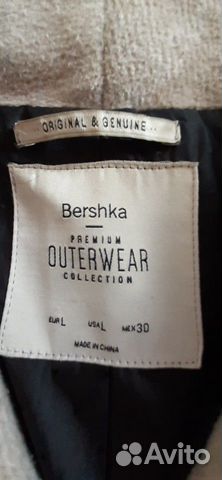 ORIGINAL & GENUINE
Bershka
PREMIUM
OUTERWEAR
COLLECTION
EUR L USA L MEX 30
MADE IN CHINA
Avito